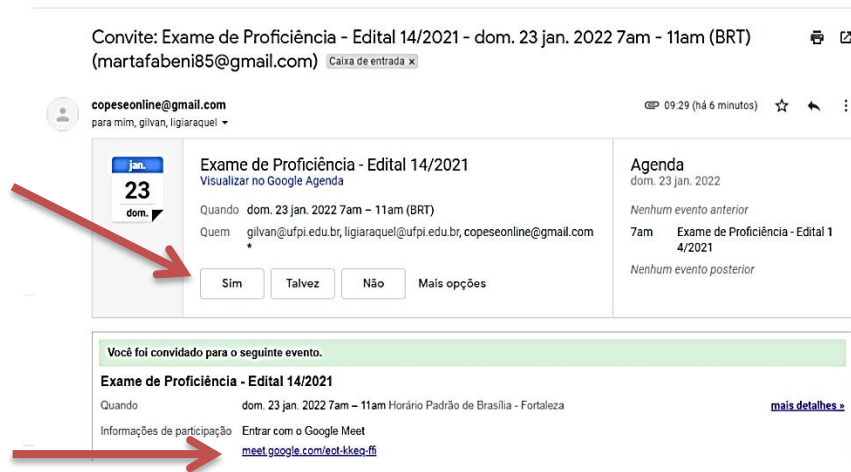 Convite: Exame de Proficiência - Edital 14/2021 - dom. 23 jan. 2022 7am - 11am (BRT)
(martafabeni85@gmail.com) Caixa de entrada x
copeseonline@gmail.com 09:29 (há 6 minutos)
para mim, gilvan, ligiaraquel
jan.
23
dom.
Exame de Proficiência - Edital 14/2021
Visualizar no Google Agenda
Quando dom. 23 jan. 2022 7am – 11am (BRT)
Quem gilvan@ufpi.edu.br, ligiaraquel@ufpi.edu.br, copeseonline@gmail.com
*
Sim Talvez Não Mais opções
Agenda
dom. 23 jan. 2022
Nenhum evento anterior
7am Exame de Proficiência - Edital 1
4/2021
Nenhum evento posterior
Você foi convidado para o seguinte evento.
Exame de Proficiência - Edital 14/2021
Quando dom. 23 jan. 2022 7am – 11am Horário Padrão de Brasília - Fortaleza mais detalhes »
Informações de participação Entrar com o Google Meet
meet.google.com/eot-kkeq-ffi